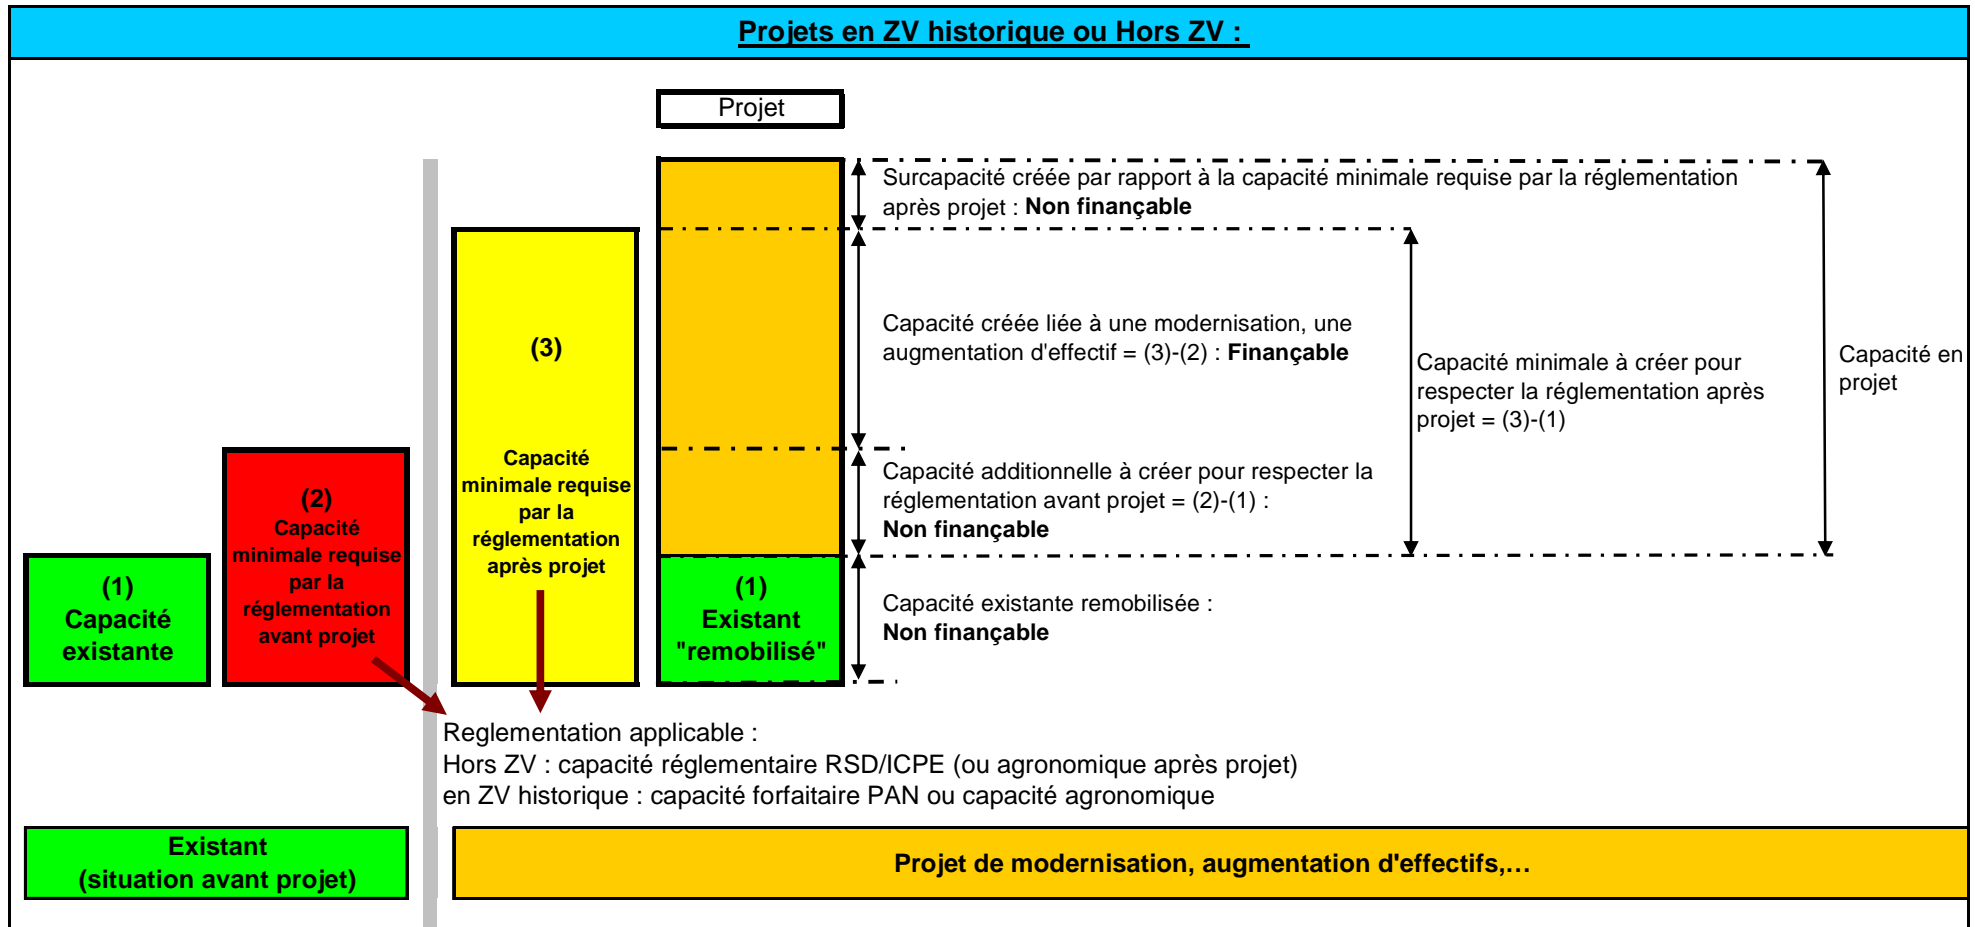 Projets en ZV historique ou Hors ZV :
Projet
Surcapacité créée par rapport à la capacité minimale requise par la réglementation
après projet : Non finançable
Capacité créée liée à une modernisation, une
augmentation d'effectif = (3)-(2) : Finançable
Capacité minimale à créer pour
respecter la réglementation après
projet = (3)-(1)
Capacité en
projet
Capacité additionnelle à créer pour respecter la
réglementation avant projet = (2)-(1) :
Non finançable
Capacité existante remobilisée :
Non finançable
(1)
Capacité
existante
(2)
Capacité
minimale requise
par la
réglementation
avant projet
(3)
Capacité
minimale requise
par la
réglementation
après projet
(1)
Existant
"remobilisé"
Reglementation applicable :
Hors ZV : capacité réglementaire RSD/ICPE (ou agronomique après projet)
en ZV historique : capacité forfaitaire PAN ou capacité agronomique
Existant
(situation avant projet)
Projet de modernisation, augmentation d'effectifs,…